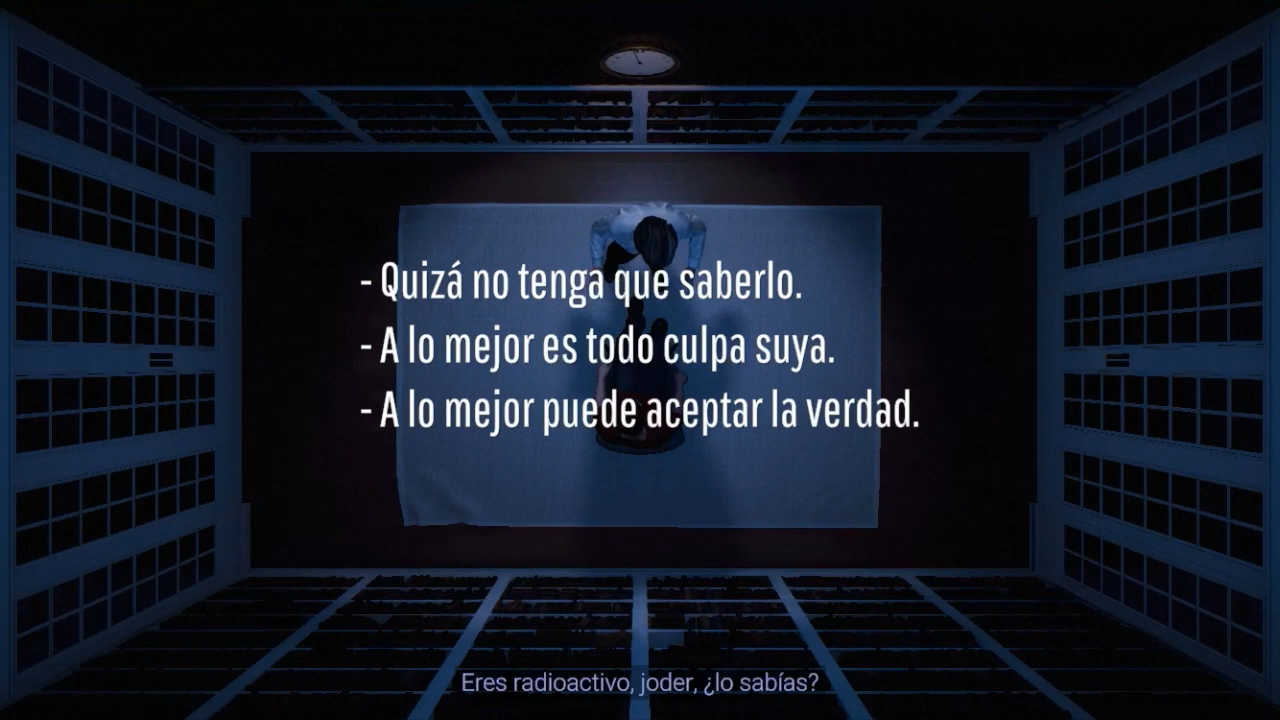 - Quizá no tenga que saberlo.
- A lo mejor es todo culpa suya.
- A lo mejor puede aceptar la verdad.
Eres radioactivo, joder, ¿lo sabías?